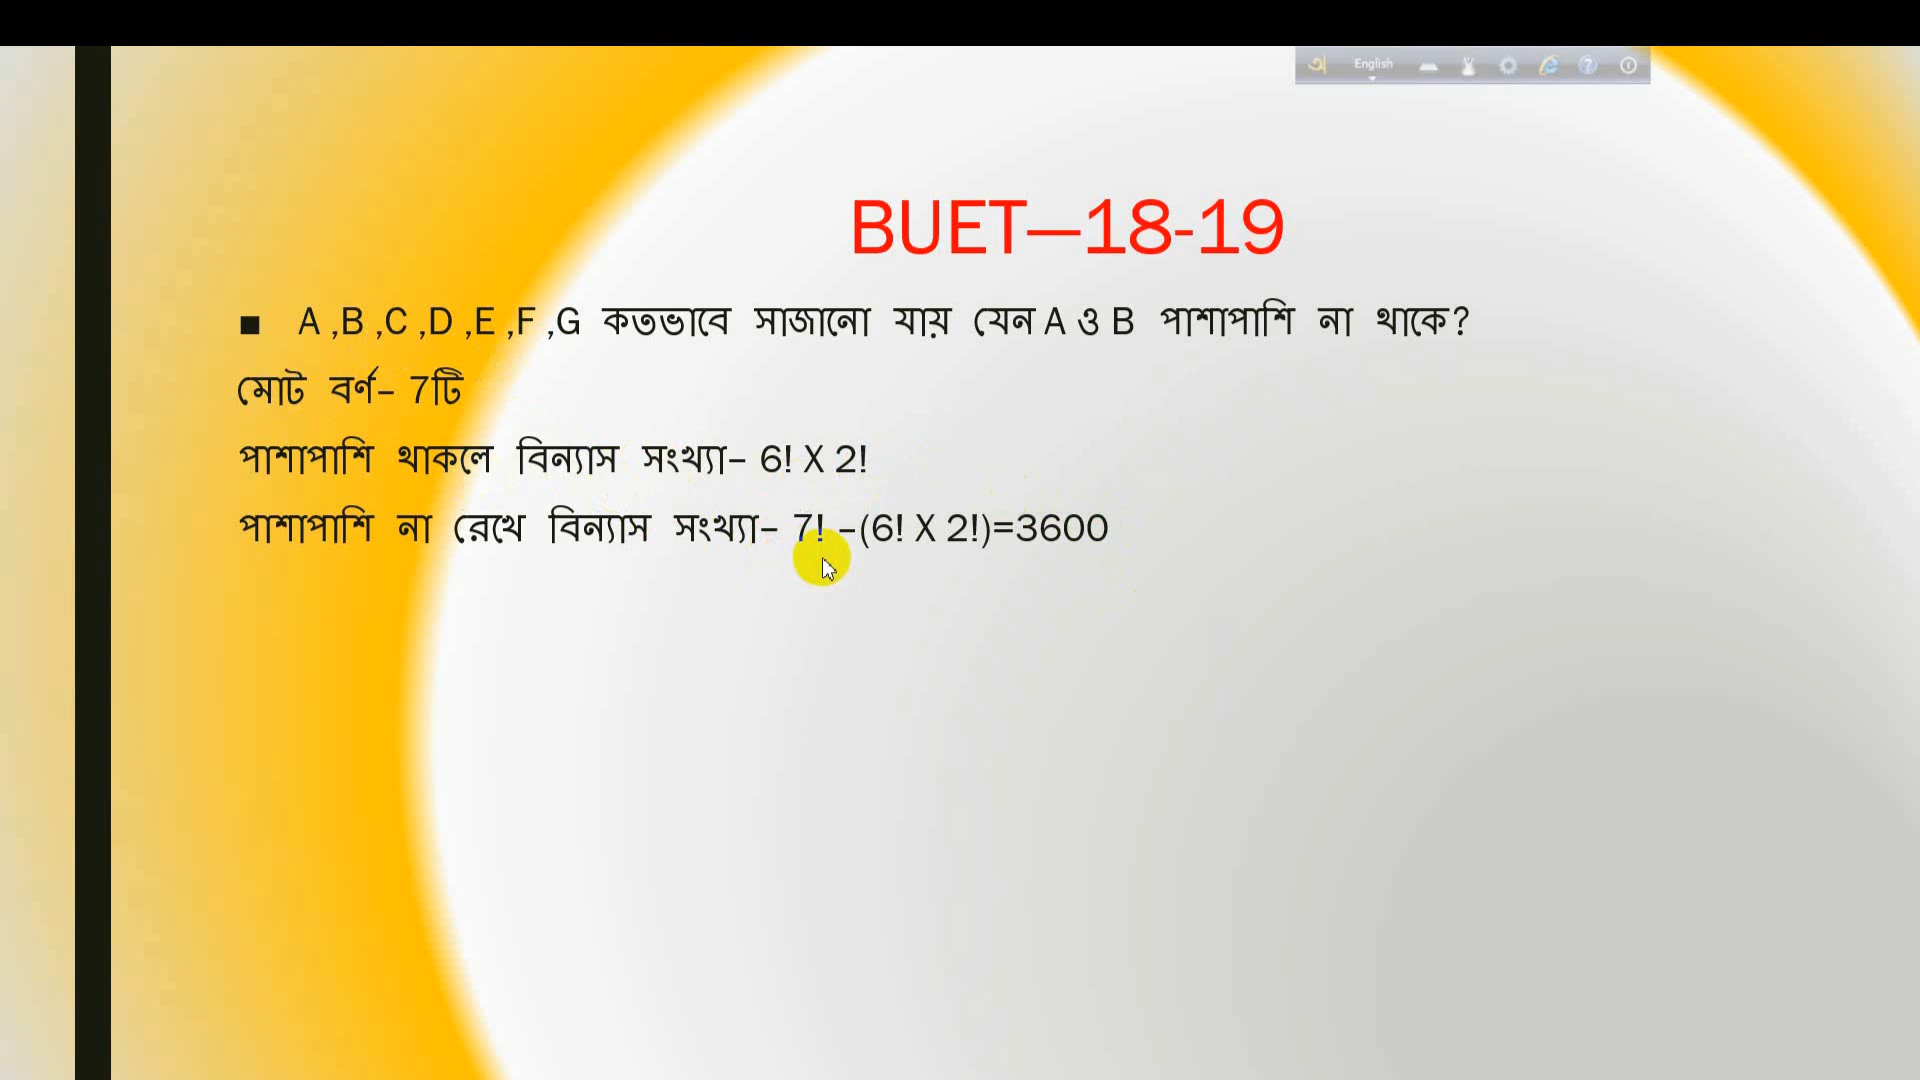 English
BUET—18-19
▪ A ,B ,C ,D ,E ,F ,G কতভাবে সাজানো যায় যেন A ও B পাশাপাশি না থাকে?
মোট বর্ণ– 7টি
পাশাপাশি থাকলে বিন্যাস সংখ্যা– 6! X 2!
পাশাপাশি না রেখে বিন্যাস সংখ্যা– 7! –(6! X 2!)=3600